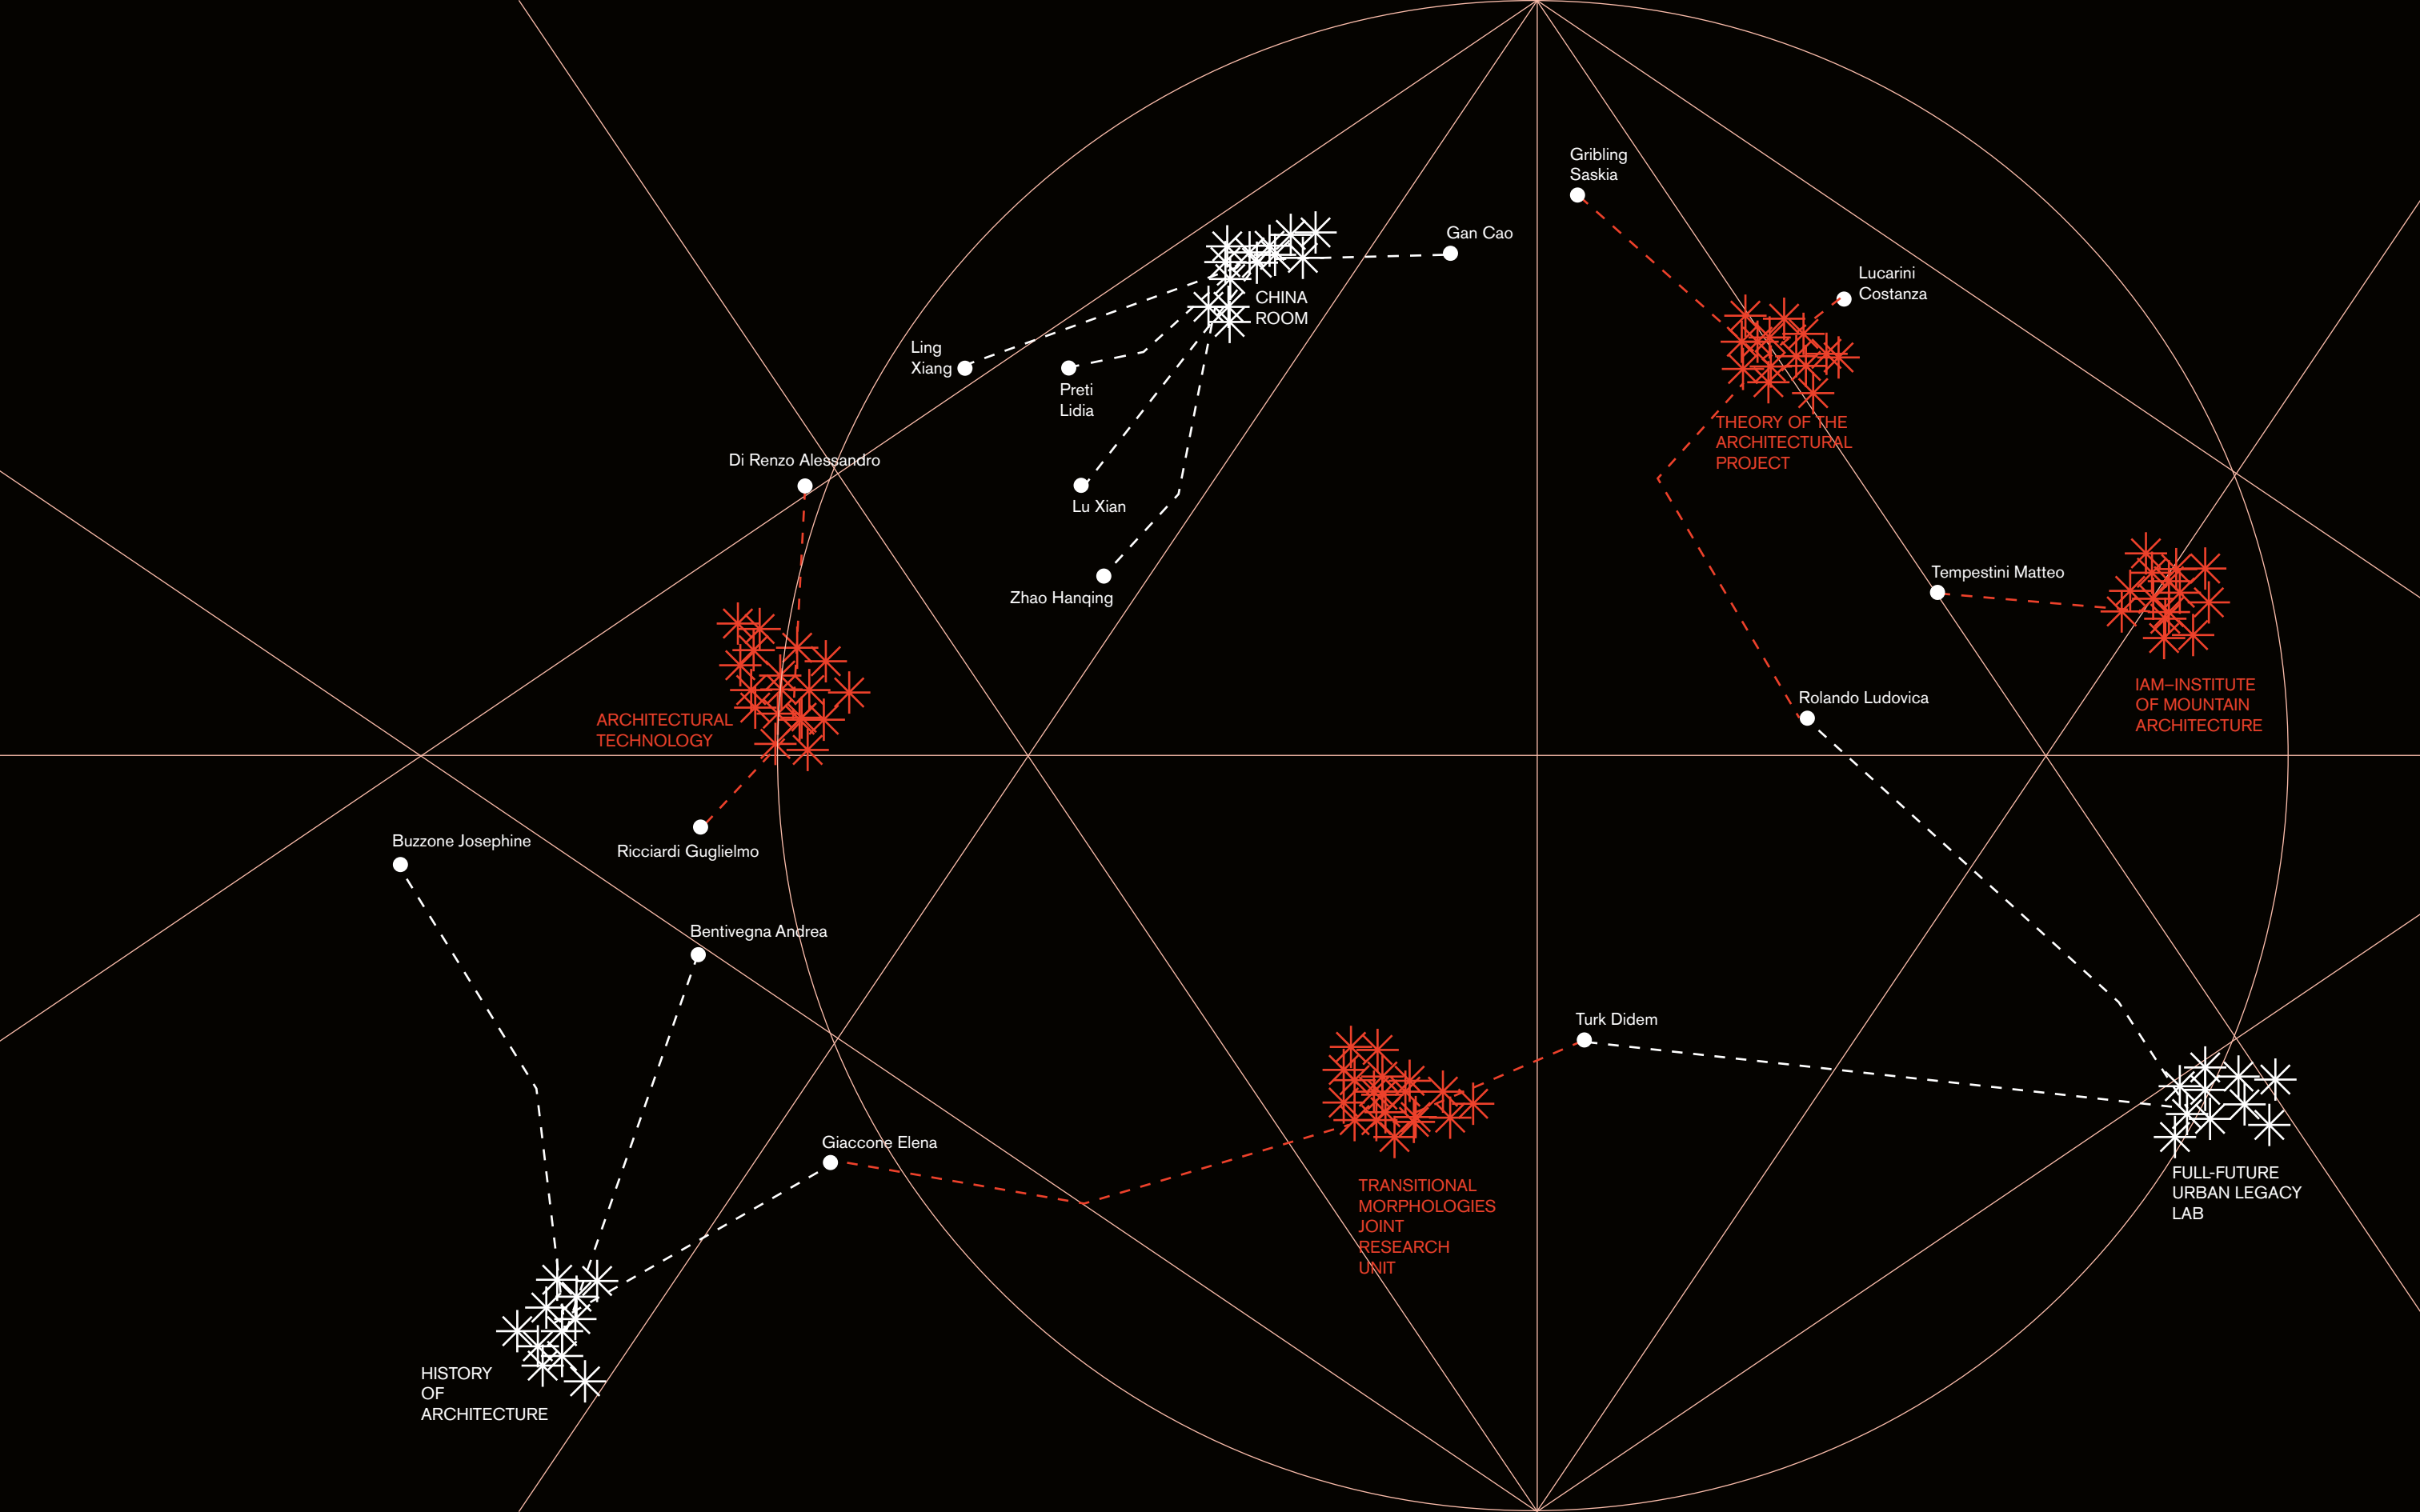 Gribling
Saskia
Gan Cao
Lucarini
Costanza
CHINA
ROOM
Ling
Xiang
Preti
Lidia
THEORY OF THE
ARCHITECTURAL
PROJECT
Di Renzo Alessandro
Lu Xian
Zhao Hanqing
Tempestini Matteo
IAM–INSTITUTE
OF MOUNTAIN
ARCHITECTURE
Rolando Ludovica
ARCHITECTURAL
TECHNOLOGY
Buzzone Josephine
Ricciardi Guglielmo
Bentivegna Andrea
Turk Didem
Giaccone Elena
TRANSITIONAL
MORPHOLOGIES
JOINT
RESEARCH
UNIT
FULL-FUTURE
URBAN LEGACY
LAB
HISTORY
OF
ARCHITECTURE